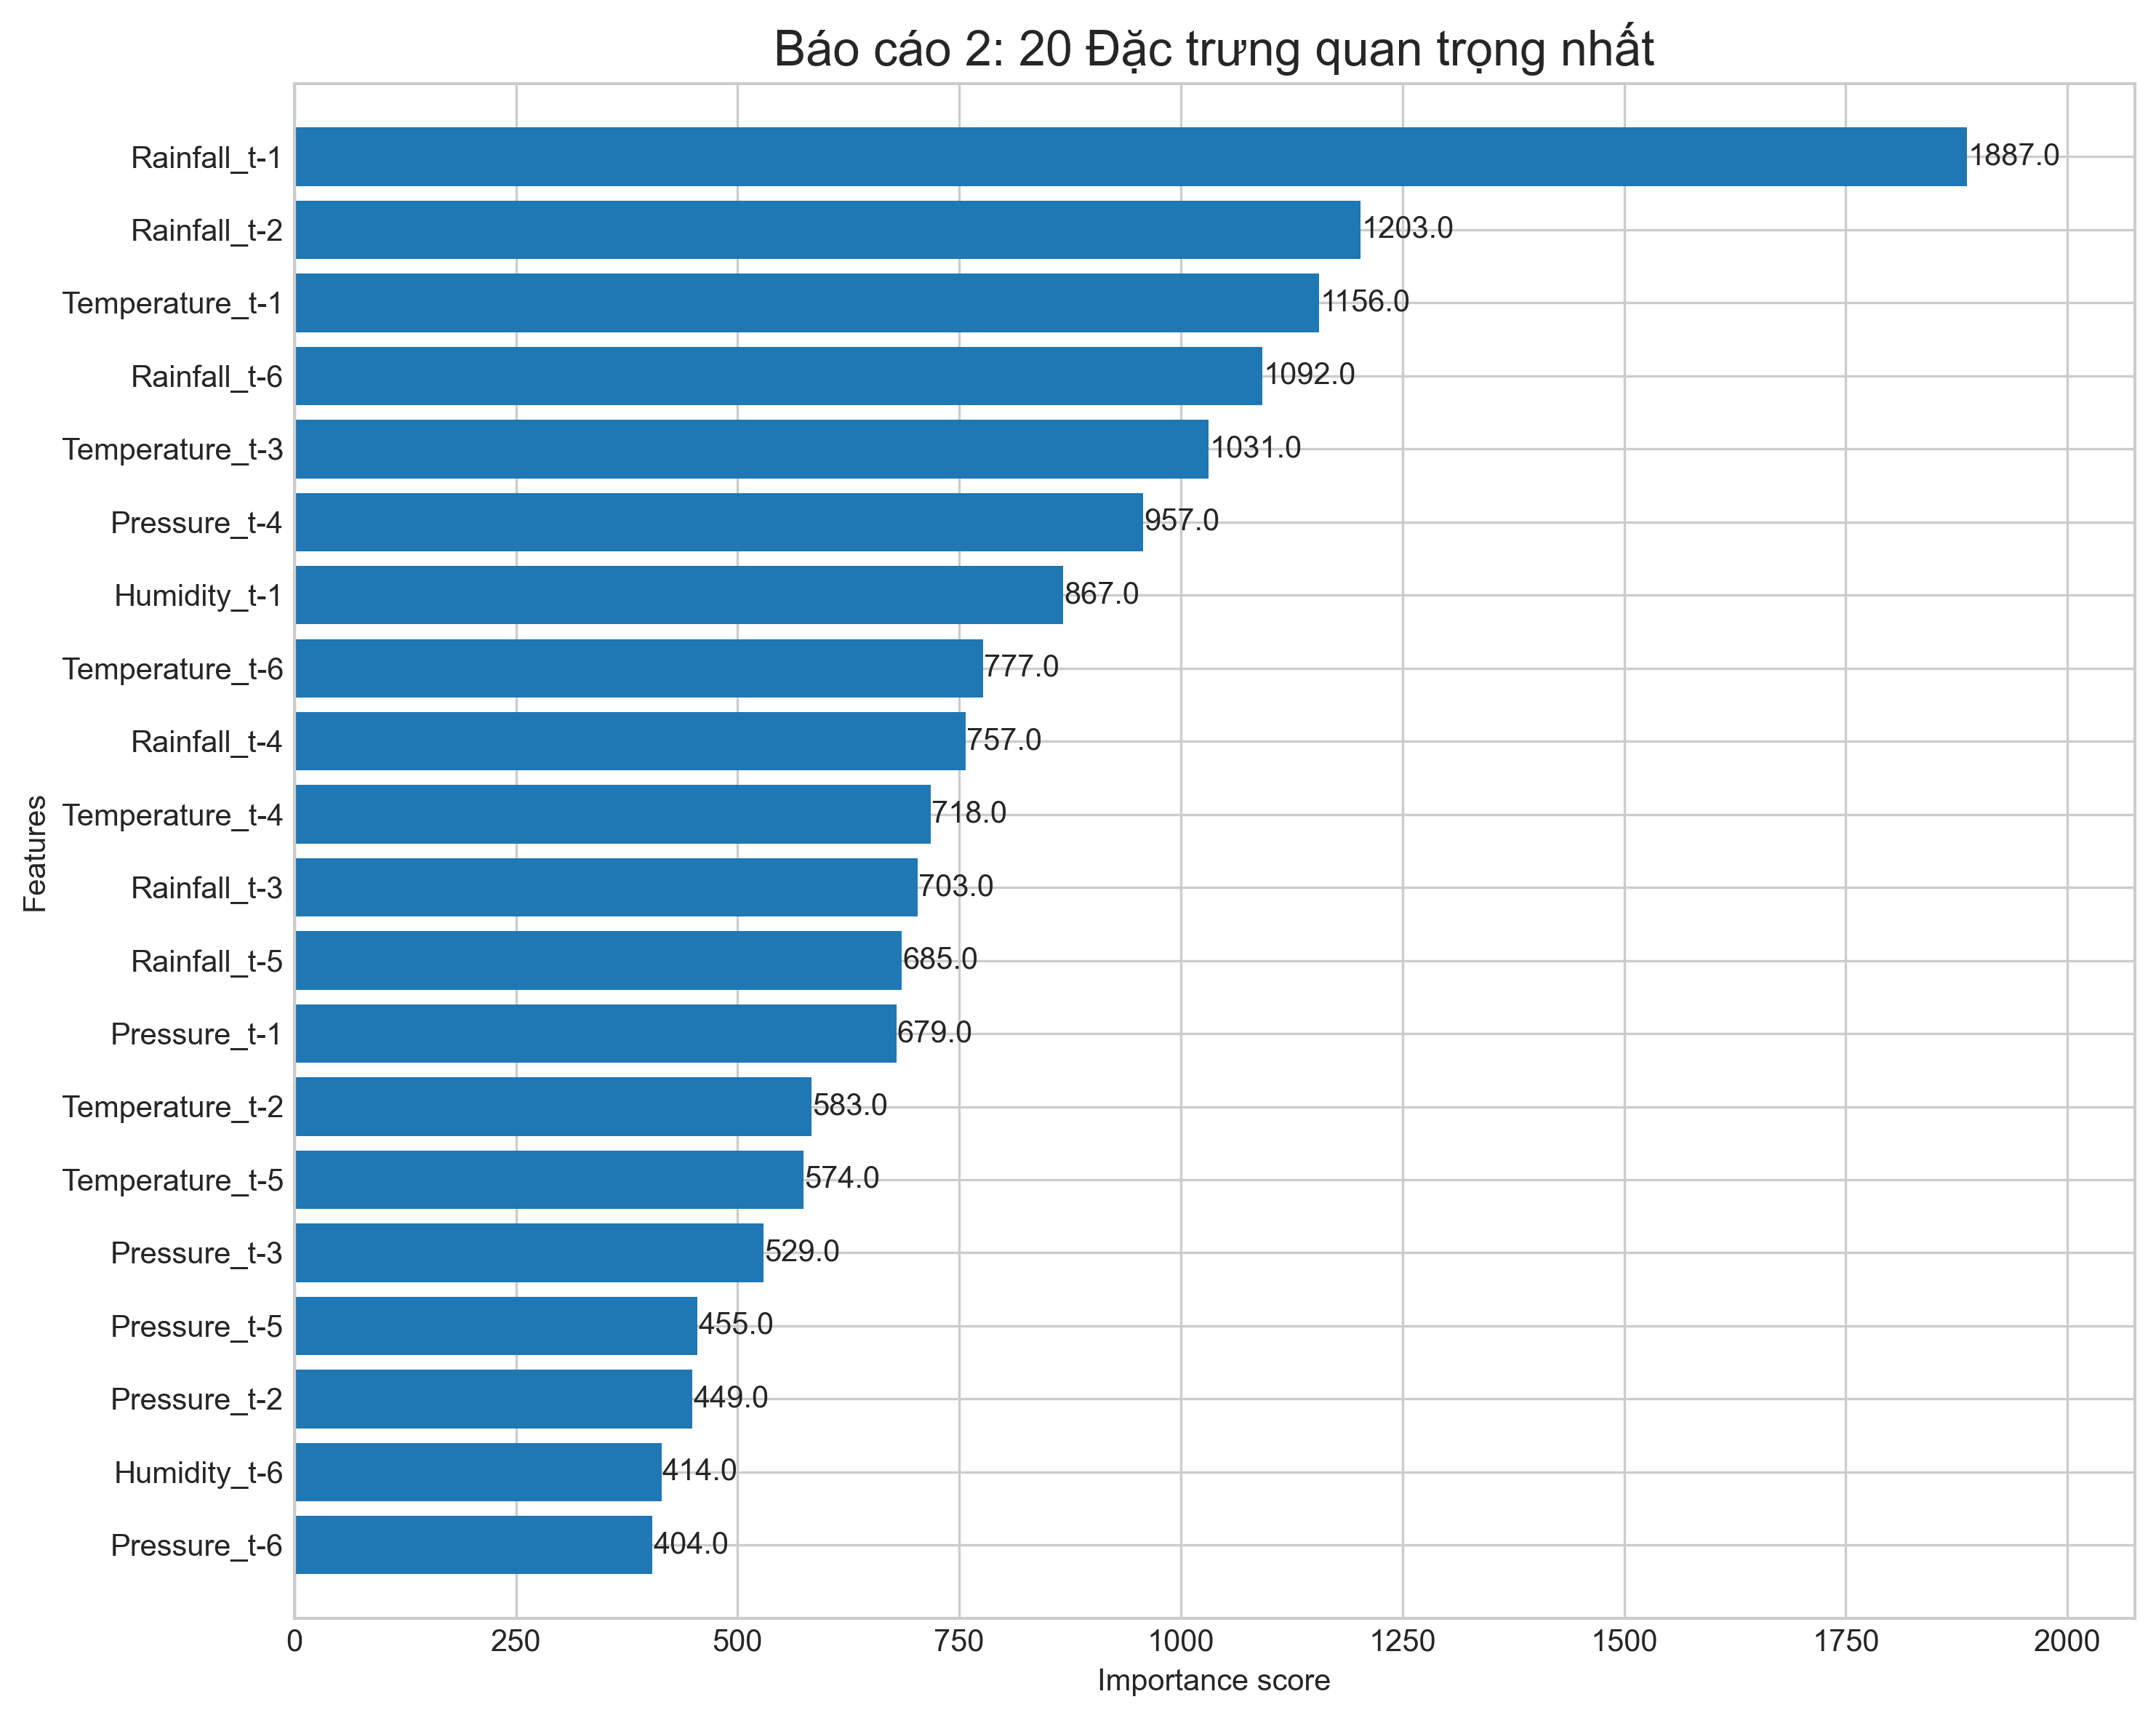 Báo cáo 2: 20 Đặc trưng quan trọng nhất
Rainfall_t-1 1887.0
Rainfall_t-2 1203.0
Temperature_t-1 1156.0
Rainfall_t-6 1092.0
Temperature_t-3 1031.0
Pressure_t-4 957.0
Humidity_t-1 867.0
Temperature_t-6 777.0
Rainfall_t-4 757.0
Temperature_t-4 718.0
Rainfall_t-3 703.0
Rainfall_t-5 685.0
Pressure_t-1 679.0
Temperature_t-2 583.0
Temperature_t-5 574.0
Pressure_t-3 529.0
Pressure_t-5 455.0
Pressure_t-2 449.0
Humidity_t-6 414.0
Pressure_t-6 404.0
Features
0 250 500 750 1000 1250 1500 1750 2000
Importance score